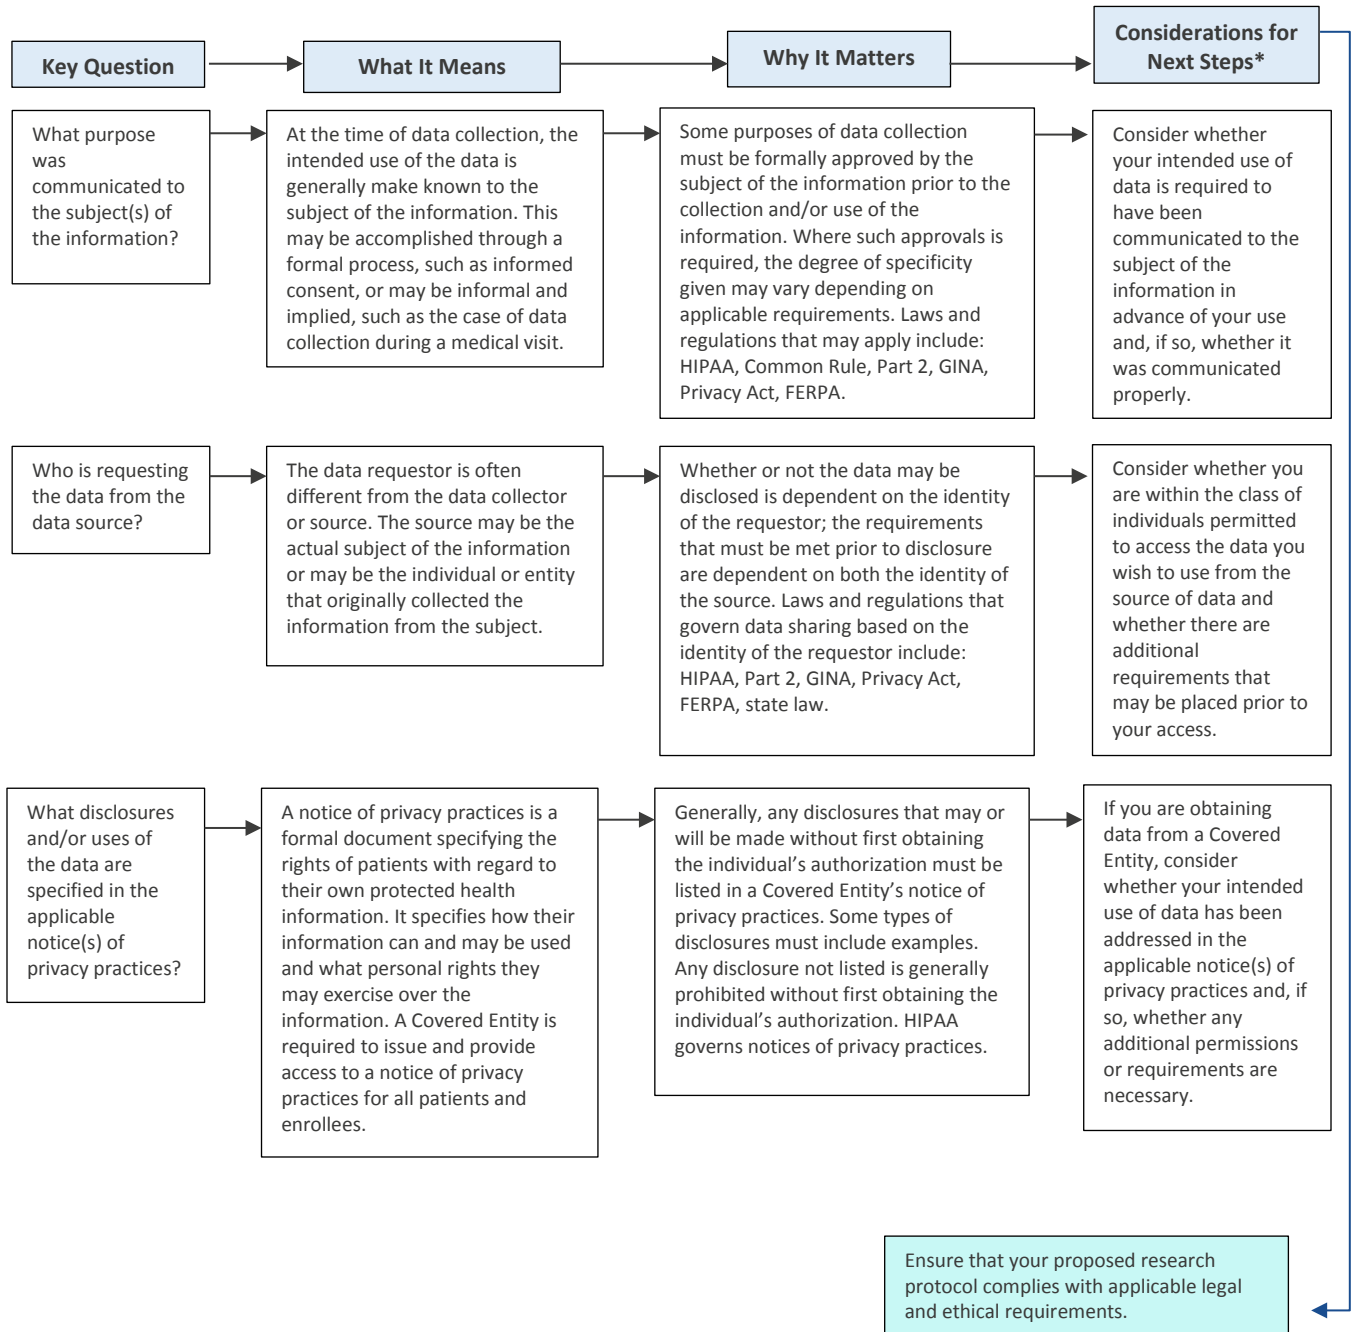 Key Question
What It Means
Why It Matters
Considerations for
Next Steps*
What purpose
was
communicated to
the subject(s) of
the information?
At the time of data collection, the
intended use of the data is
generally make known to the
subject of the information. This
may be accomplished through a
formal process, such as informed
consent, or may be informal and
implied, such as the case of data
collection during a medical visit.
Some purposes of data collection
must be formally approved by the
subject of the information prior to the
collection and/or use of the
information. Where such approvals is
required, the degree of specificity
given may vary depending on
applicable requirements. Laws and
regulations that may apply include:
HIPAA, Common Rule, Part 2, GINA,
Privacy Act, FERPA.
Consider whether
your intended use of
data is required to
have been
communicated to the
subject of the
information in
advance of your use
and, if so, whether it
was communicated
properly.
Who is requesting
the data from the
data source?
The data requestor is often
different from the data collector
or source. The source may be the
actual subject of the information
or may be the individual or entity
that originally collected the
information from the subject.
Whether or not the data may be
disclosed is dependent on the identity
of the requestor; the requirements
that must be met prior to disclosure
are dependent on both the identity of
the source. Laws and regulations that
govern data sharing based on the
identity of the requestor include:
HIPAA, Part 2, GINA, Privacy Act,
FERPA, state law.
Consider whether you
are within the class of
individuals permitted
to access the data you
wish to use from the
source of data and
whether there are
additional
requirements that
may be placed prior to
your access.
What disclosures
and/or uses of
the data are
specified in the
applicable
notice(s) of
privacy practices?
A notice of privacy practices is a
formal document specifying the
rights of patients with regard to
their own protected health
information. It specifies how their
information can and may be used
and what personal rights they
may exercise over the
information. A Covered Entity is
required to issue and provide
access to a notice of privacy
practices for all patients and
enrollees.
Generally, any disclosures that may or
will be made without first obtaining
the individual’s authorization must be
listed in a Covered Entity’s notice of
privacy practices. Some types of
disclosures must include examples.
Any disclosure not listed is generally
prohibited without first obtaining the
individual’s authorization. HIPAA
governs notices of privacy practices.
If you are obtaining
data from a Covered
Entity, consider
whether your intended
use of data has been
addressed in the
applicable notice(s) of
privacy practices and, if
so, whether any
additional permissions
or requirements are
necessary.
Ensure that your proposed research
protocol complies with applicable legal
and ethical requirements.